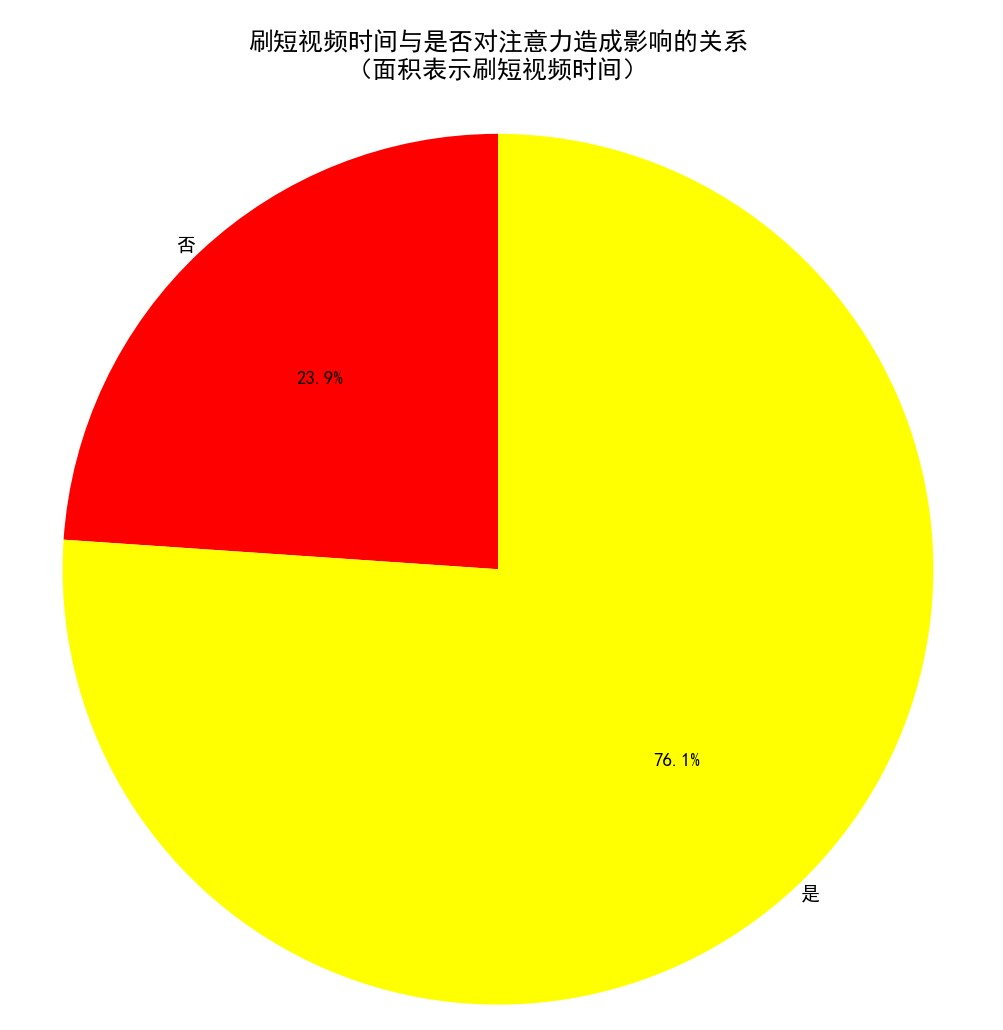 刷短视频时间与是否对注意力造成影响的关系
（面积表示刷短视频时间）
否
23.9%
76.1%
是